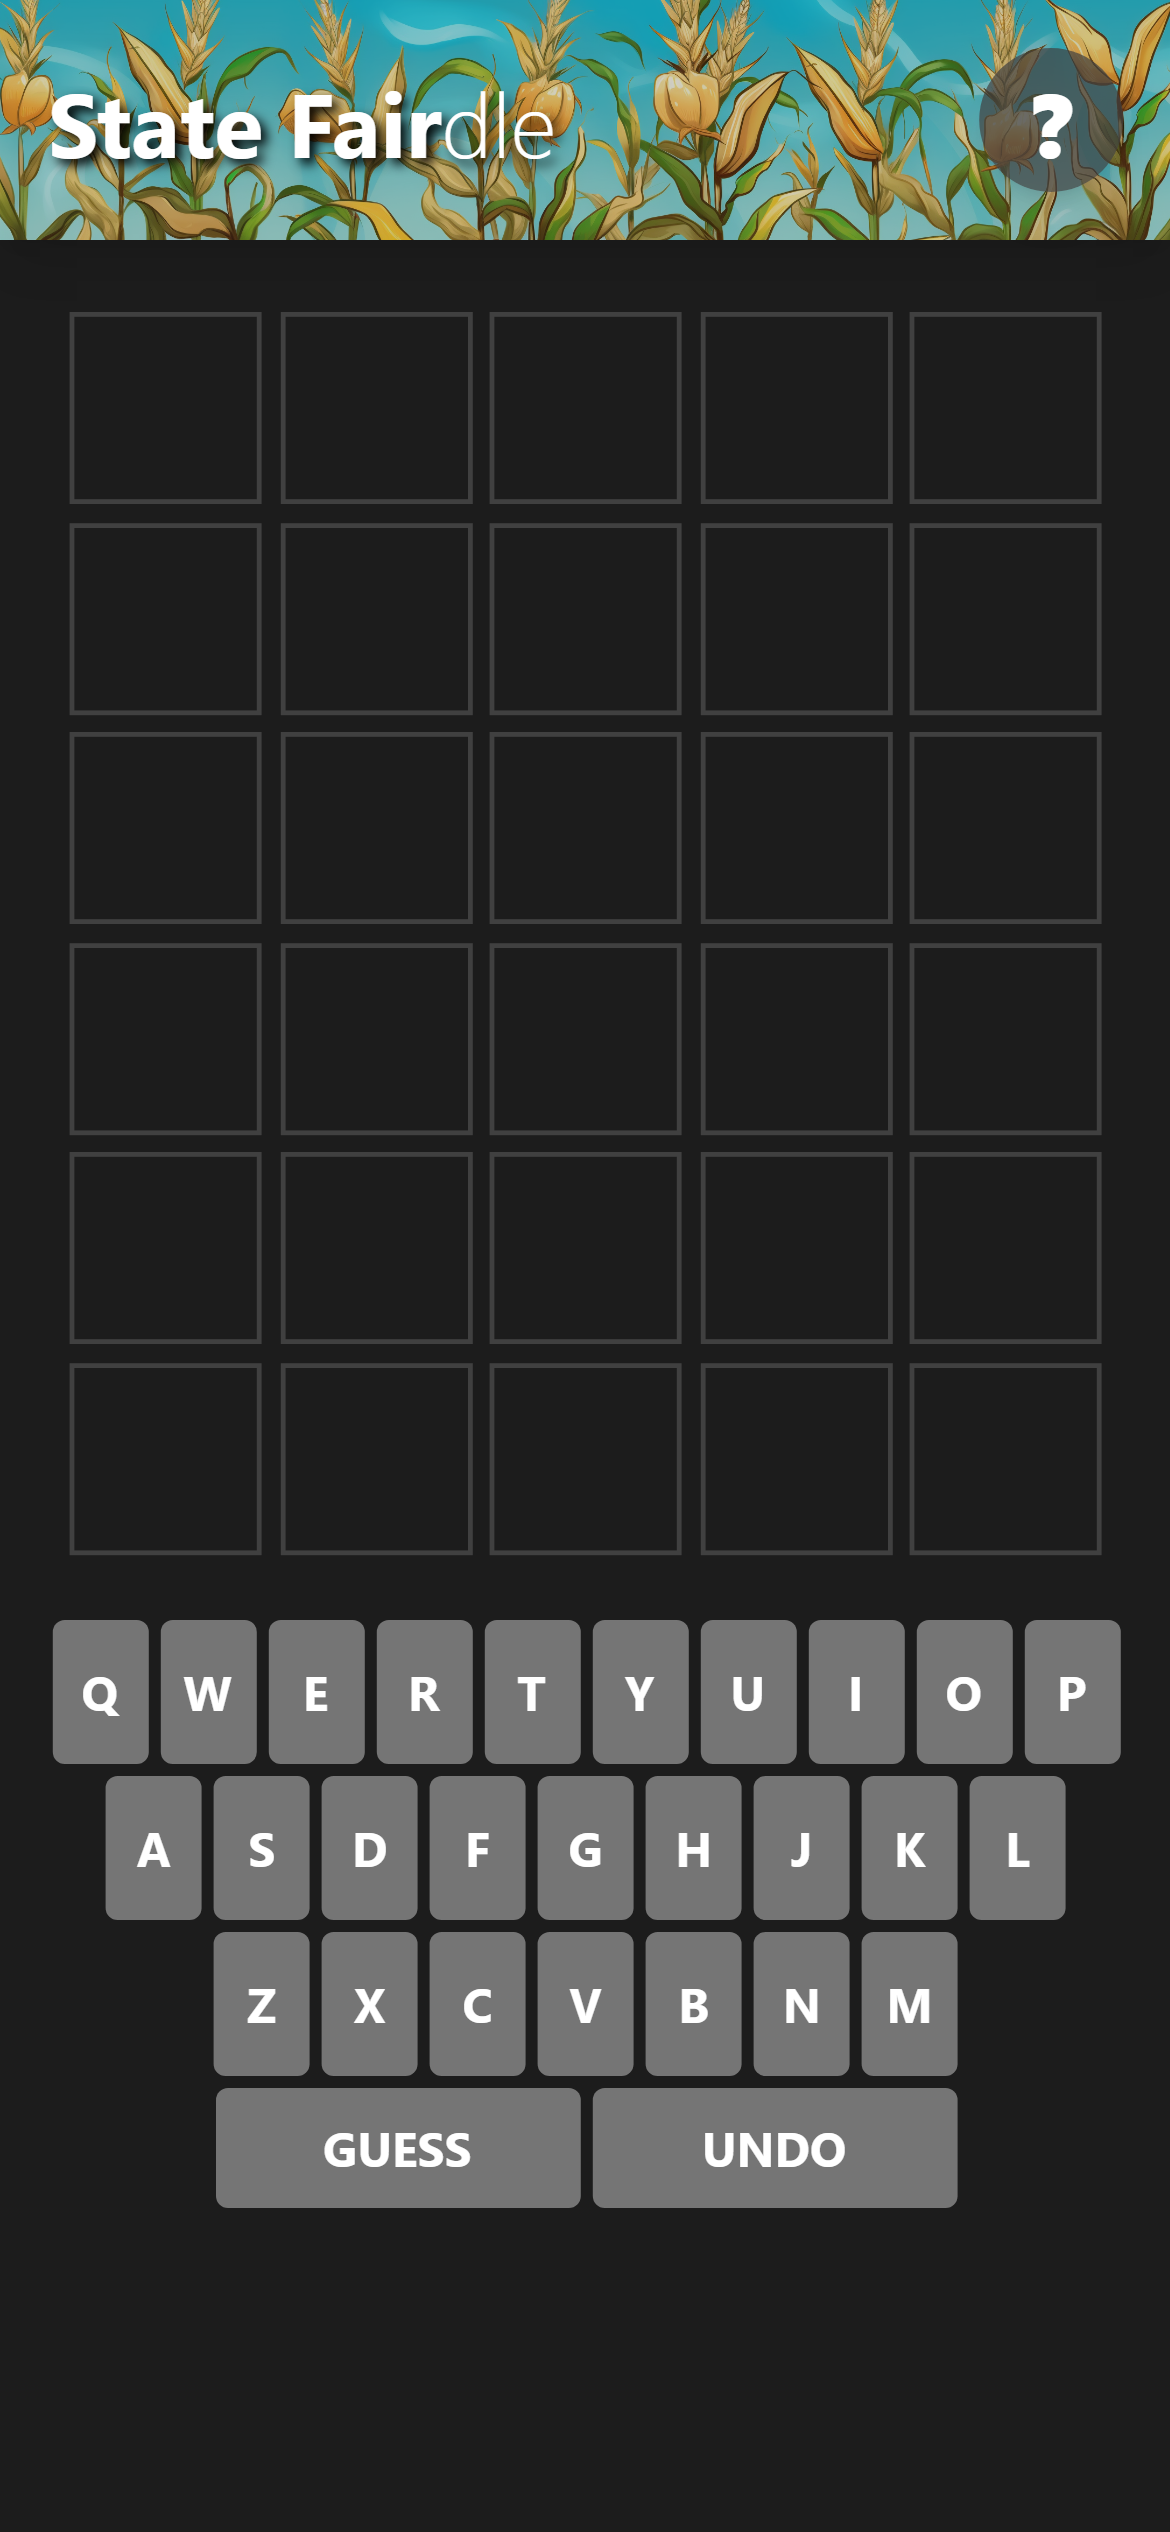 State Fairdle ?
Q W E R T Y U I O P
A S D F G H J K L
Z X C V B N M
GUESS UNDO